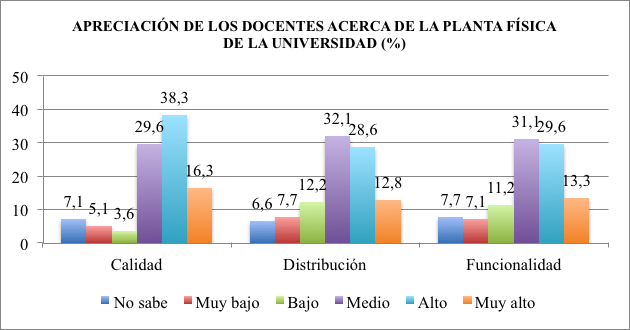 APRECIACIÓN DE LOS DOCENTES ACERCA DE LA PLANTA FÍSICA
DE LA UNIVERSIDAD (%)
50
40
30
20
10
0
7,1
5,1
3,6
29,6
38,3
16,3
6,6
7,7
12,2
32,1
28,6
12,8
7,7
7,1
11,2
31,1
29,6
13,3
Calidad
Distribución
Funcionalidad
No sabe
Muy bajo
Bajo
Medio
Alto
Muy alto